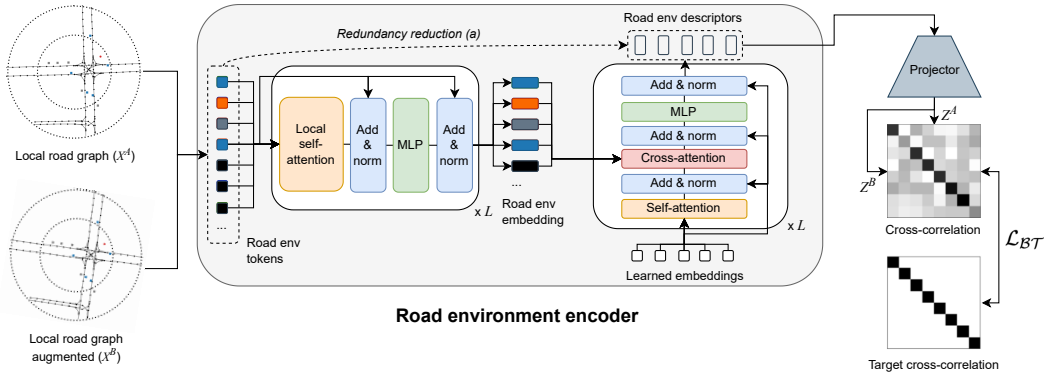 Local road graph (X^A)
Local road graph
augmented (X^B)
Redundancy reduction (a)
Road env
tokens
...
Local
self-
attention
Add
&
norm
MLP
Add
&
norm
x L
...
Road env
embedding
Road env descriptors
Add & norm
MLP
Add & norm
Cross-attention
Add & norm
Self-attention
x L
Learned embeddings
Road environment encoder
Projector
Z^A
Z^B
Cross-correlation
ℒ_ℬ𝒯
Target cross-correlation